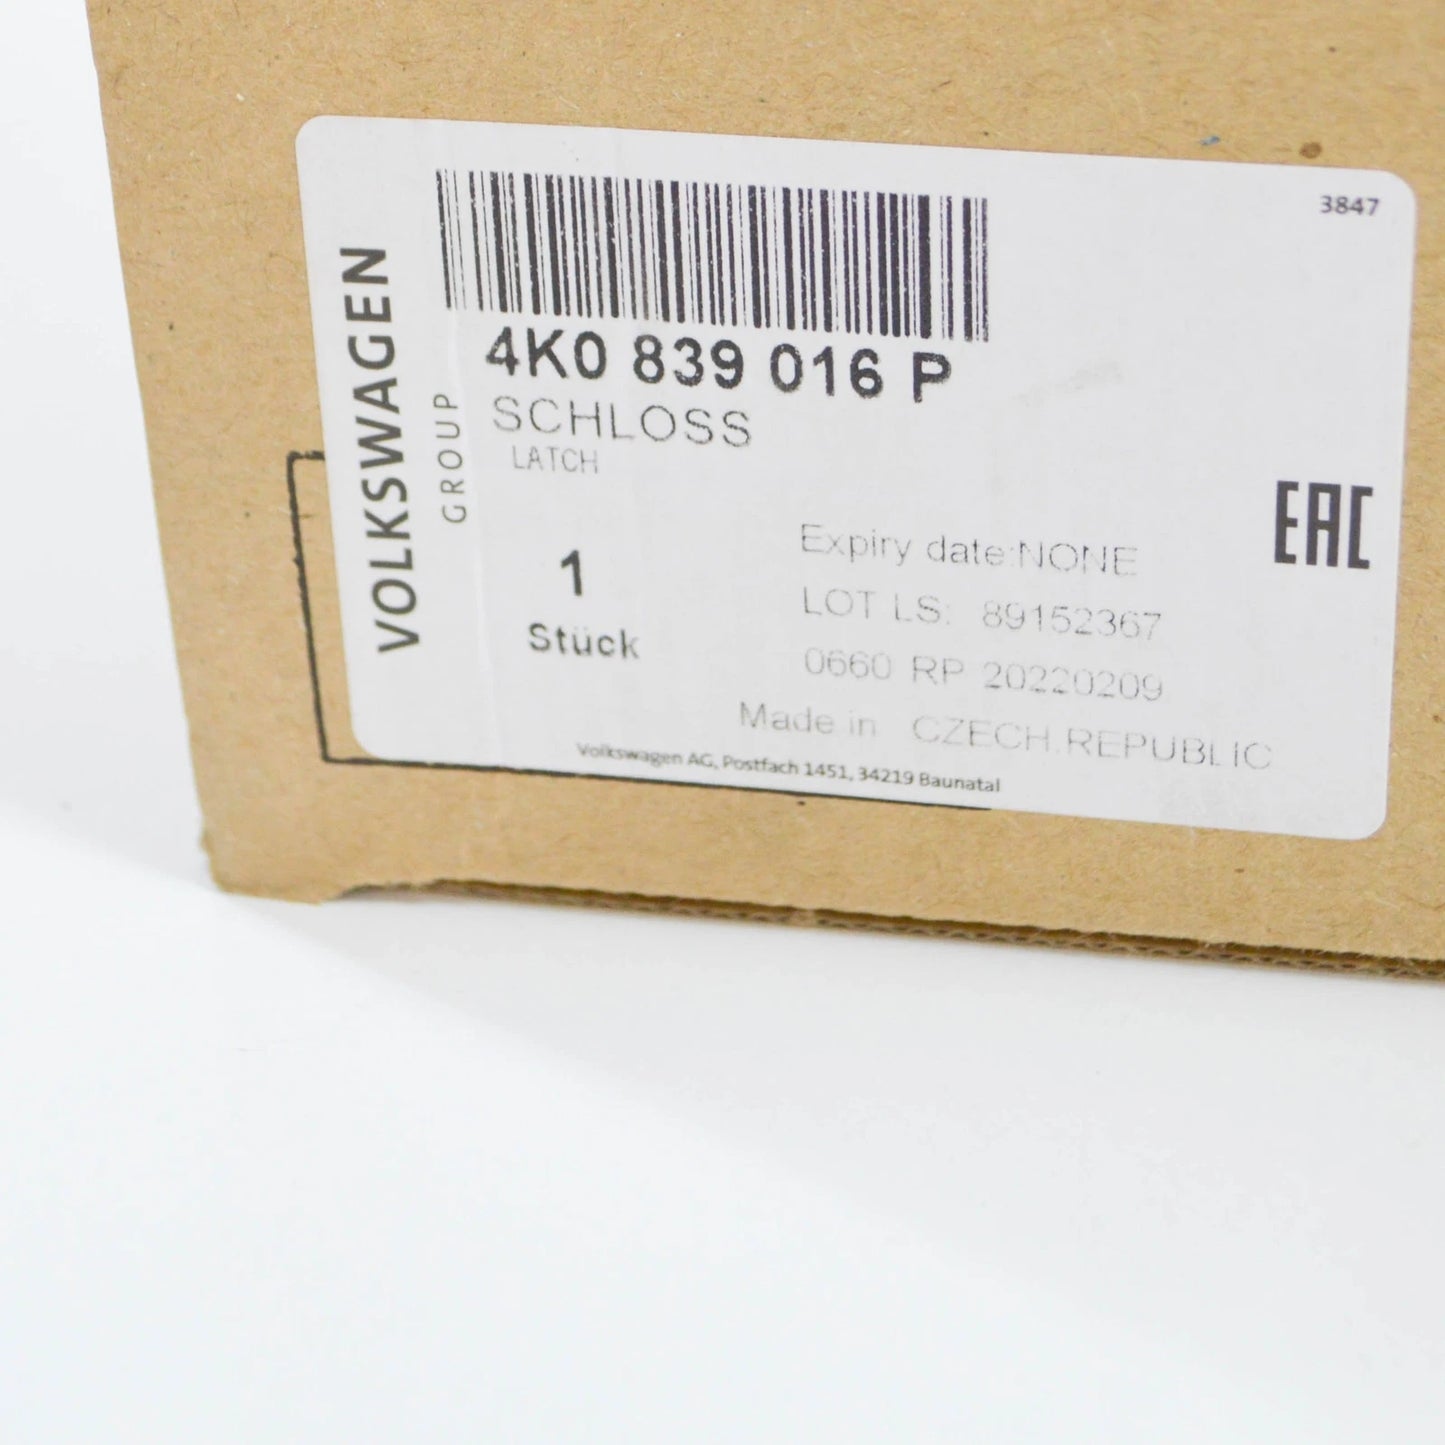 3847
VOLKSWAGEN
GROUP
4K0 839 016 P
SCHLOSS
LATCH
1
Stück
Expiry date:NONE
LOT LS: 89152367
0660 RP 20220209
Made in CZECH.REPUBLIC
Volkswagen AG, Postfach 1451, 34219 Baunatal
EAC